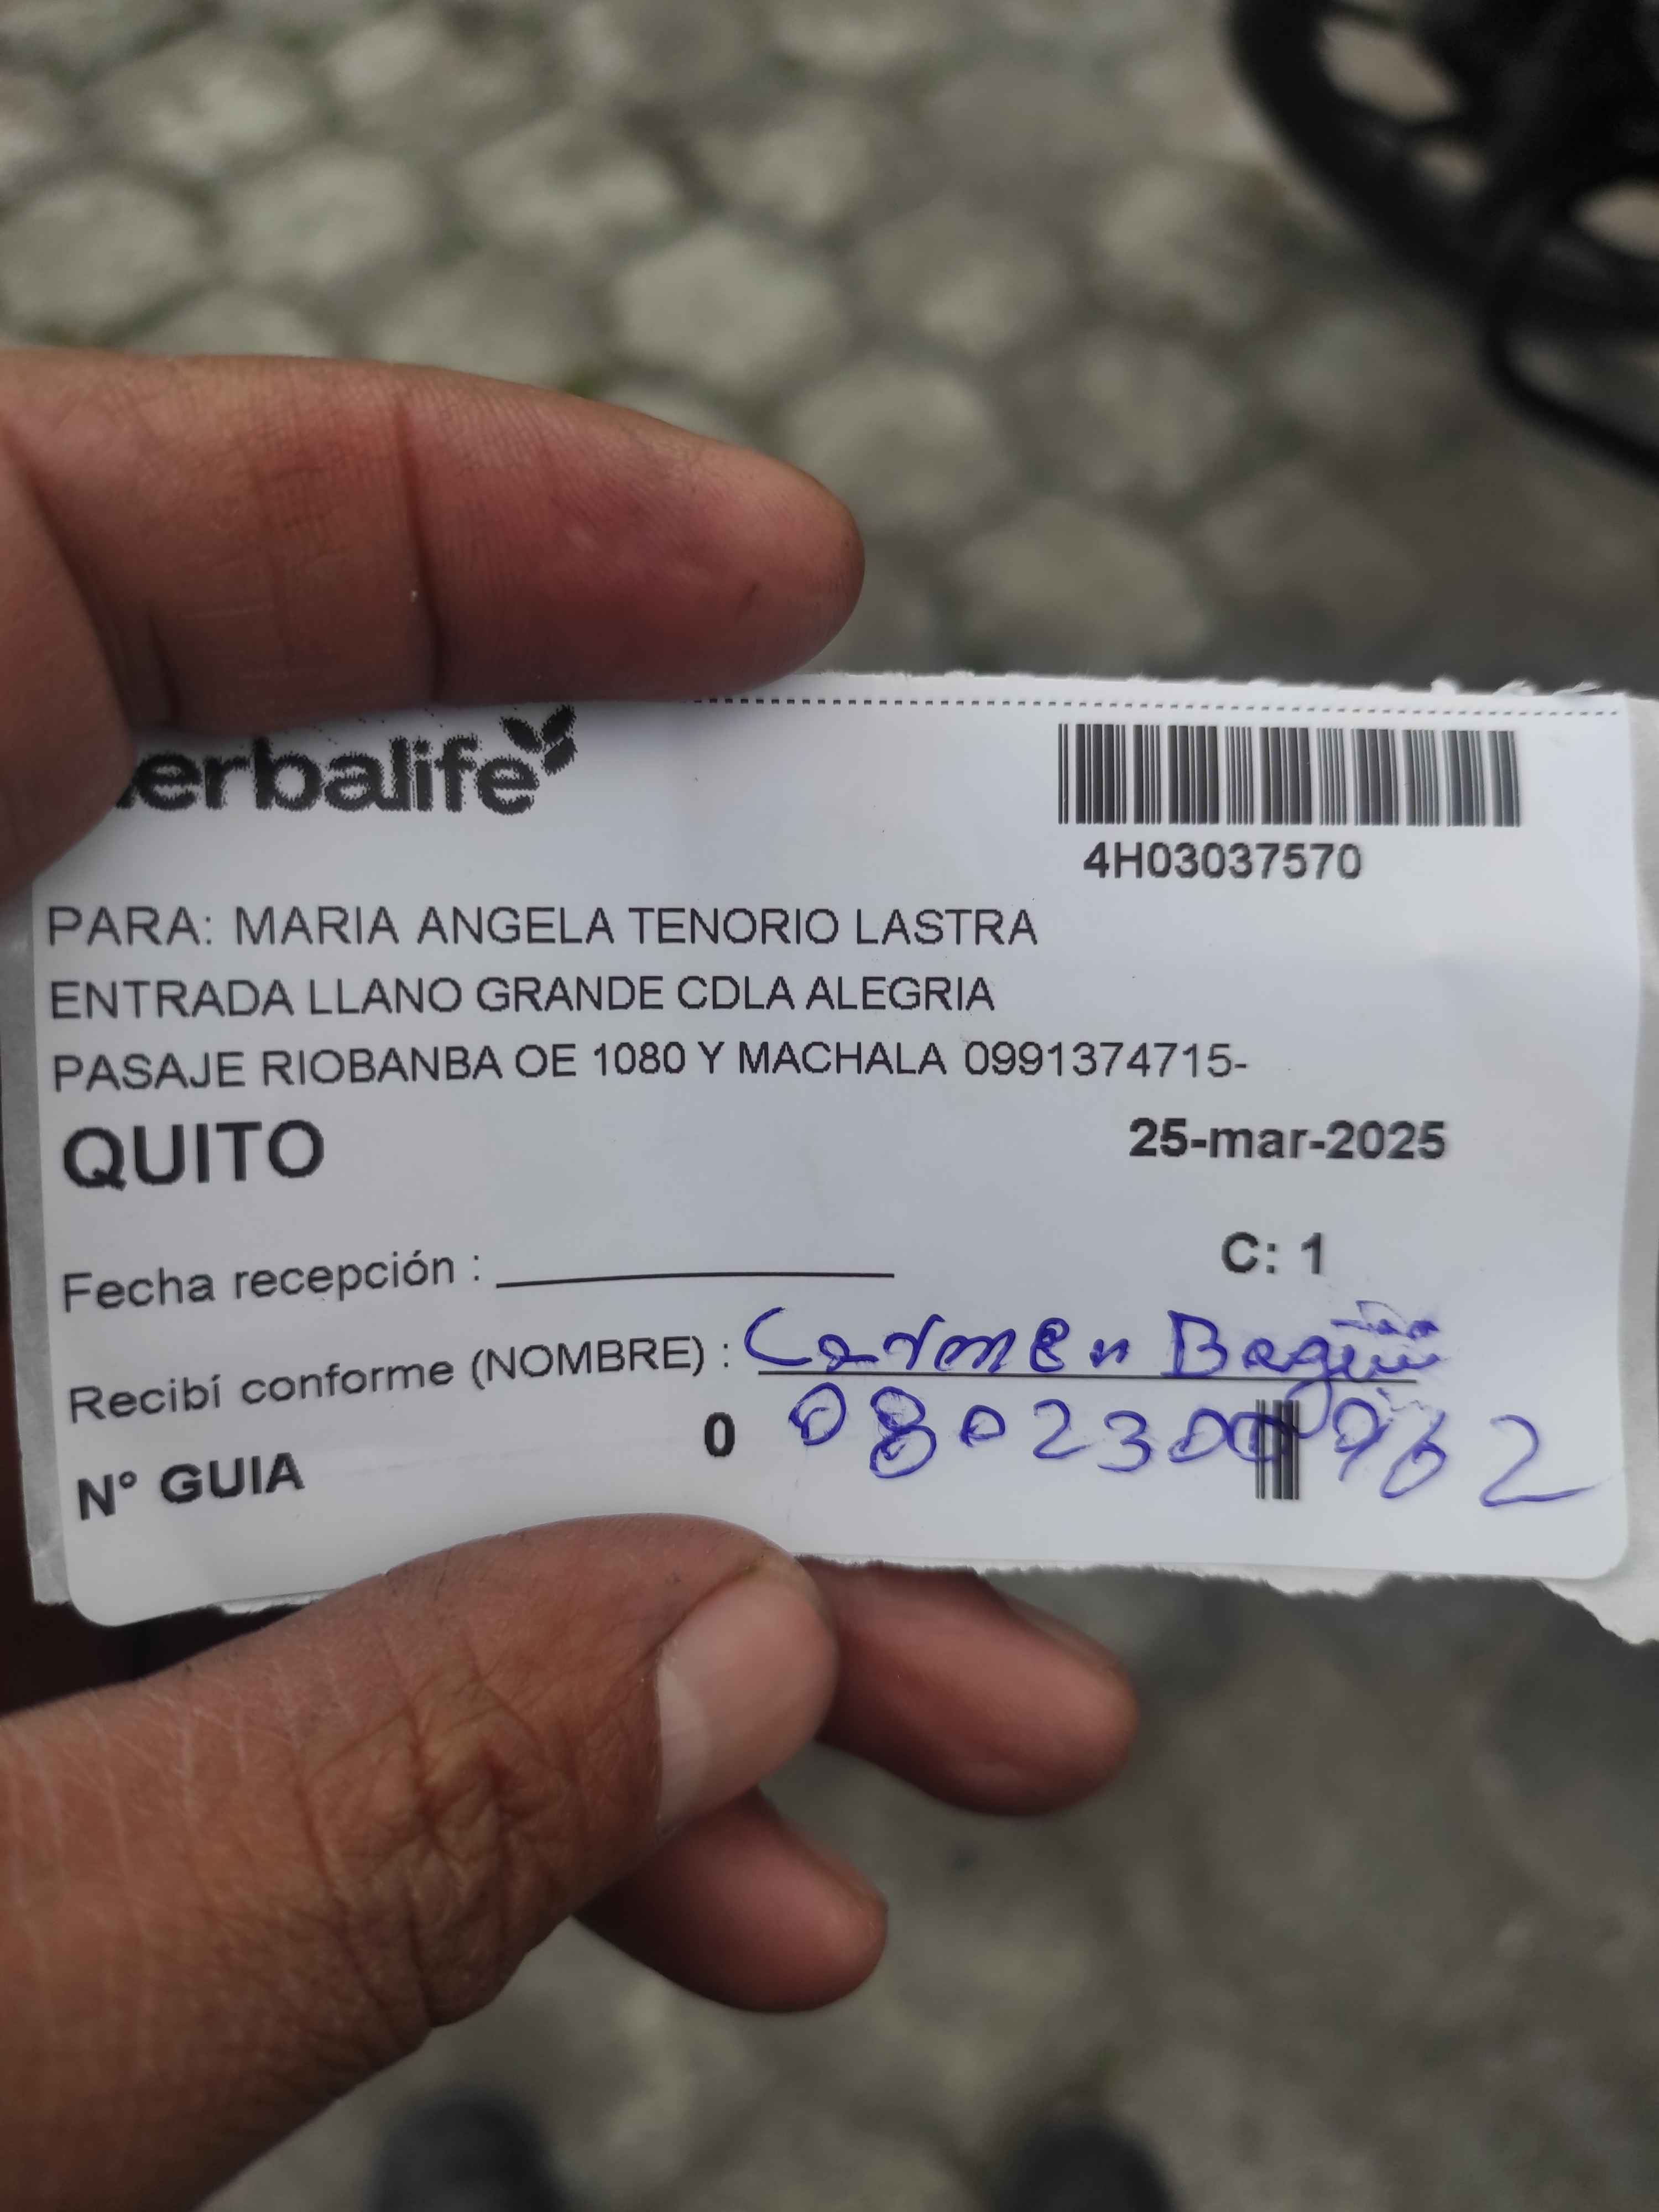 erbalife
4H03037570
PARA: MARIA ANGELA TENORIO LASTRA
ENTRADA LLANO GRANDE CDLA ALEGRIA
PASAJE RIOBANBA OE 1080 Y MACHALA 0991374715-
QUITO
25-mar-2025
Fecha recepción :
C: 1
Recibí conforme (NOMBRE) : Carmen
N° GUIA 0